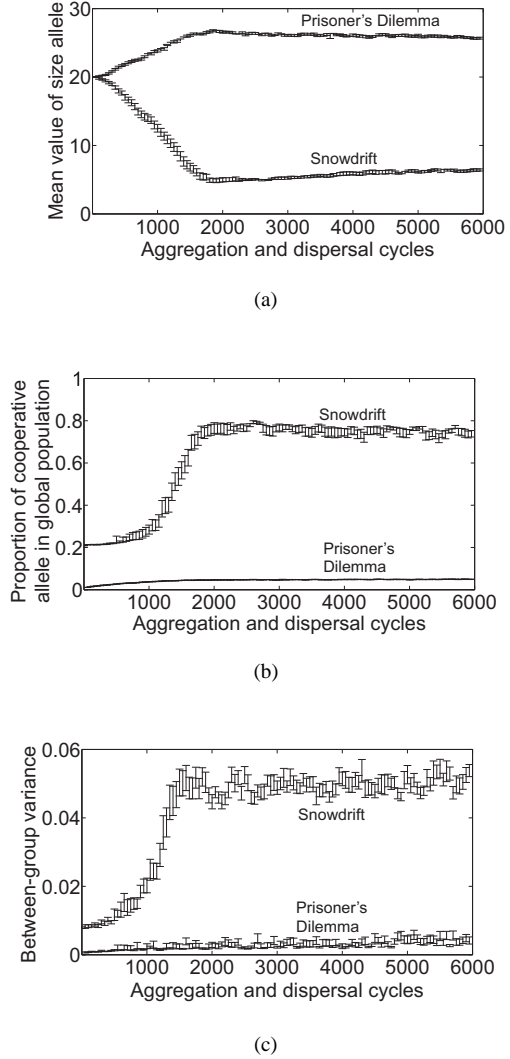 Mean value of size allele
30
20
10
0
Prisoner's Dilemma
Snowdrift
1000 2000 3000 4000 5000 6000
Aggregation and dispersal cycles
(a)
Proportion of cooperative
allele in global population
1
0.8
0.6
0.4
0.2
0
Snowdrift
Prisoner's
Dilemma
1000 2000 3000 4000 5000 6000
Aggregation and dispersal cycles
(b)
Between-group variance
0.06
0.04
0.02
0
Snowdrift
Prisoner's
Dilemma
1000 2000 3000 4000 5000 6000
Aggregation and dispersal cycles
(c)